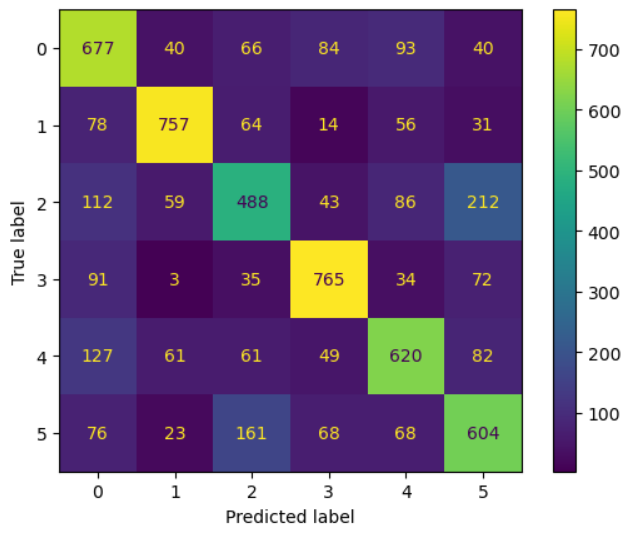 0 677 40 66 84 93 40
1 78 757 64 14 56 31
2 112 59 488 43 86 212
3 91 3 35 765 34 72
4 127 61 61 49 620 82
5 76 23 161 68 68 604
0 1 2 3 4 5
Predicted label
True label
700
600
500
400
300
200
100